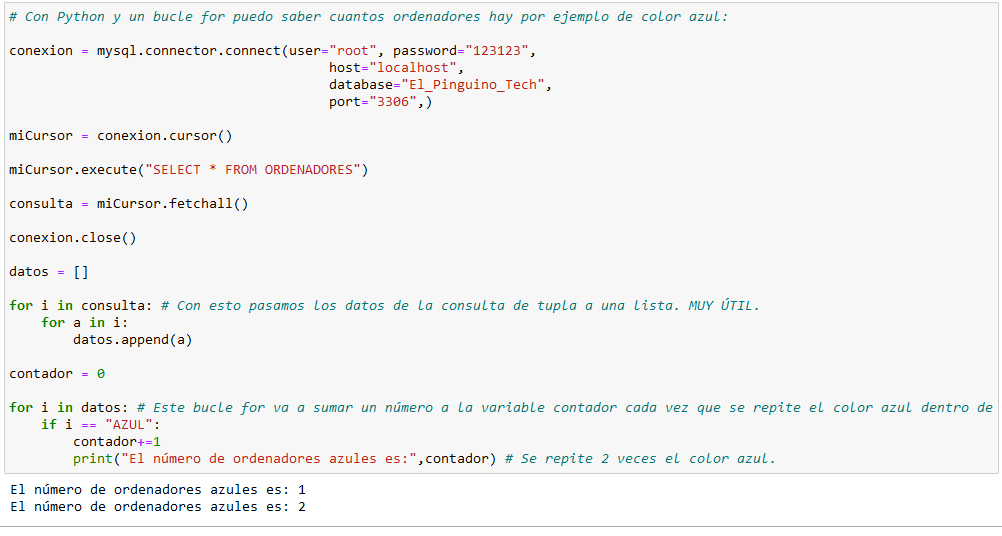 # Con Python y un bucle for puedo saber cuantos ordenadores hay por ejemplo de color azul:
conexion = mysql.connector.connect(user="root", password="123123",
host="localhost",
database="El_Pinguino_Tech",
port="3306",)
miCursor = conexion.cursor()
miCursor.execute("SELECT * FROM ORDENADORES")
consulta = miCursor.fetchall()
conexion.close()
datos = []
for i in consulta: # Con esto pasamos los datos de la consulta de tupla a una lista. MUY ÚTIL.
for a in i:
datos.append(a)
contador = 0
for i in datos: # Este bucle for va a sumar un número a la variable contador cada vez que se repite el color azul dentro de
if i == "AZUL":
contador+=1
print("El número de ordenadores azules es:",contador) # Se repite 2 veces el color azul.
El número de ordenadores azules es: 1
El número de ordenadores azules es: 2